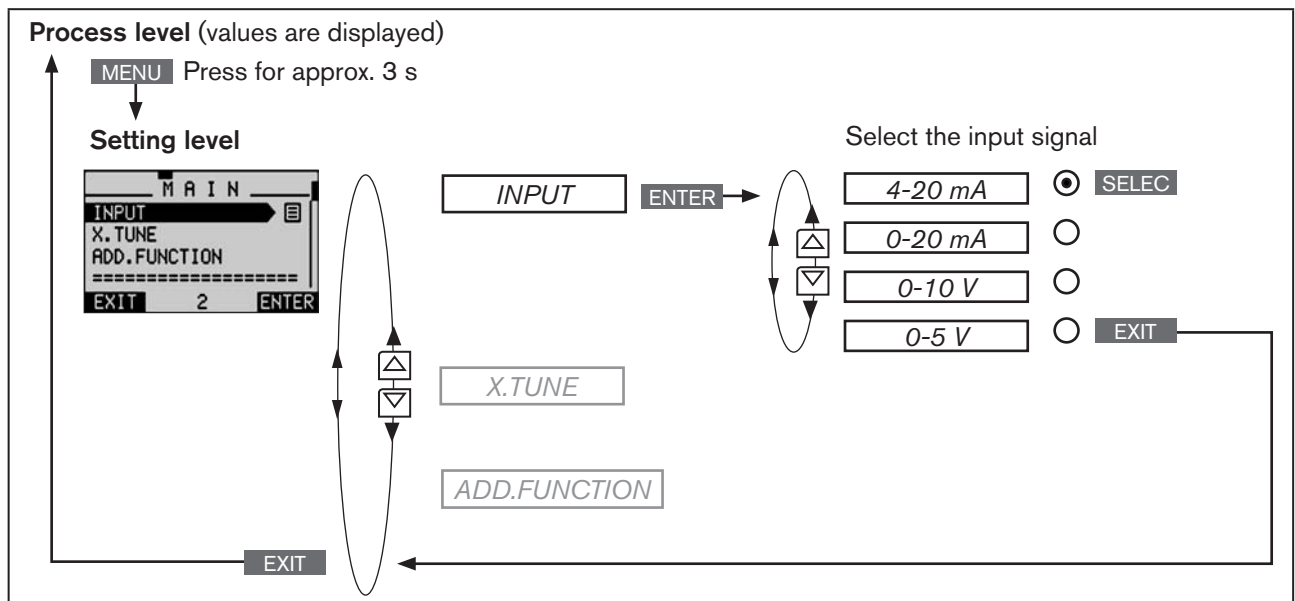 Process level (values are displayed)
MENU Press for approx. 3 s
Setting level
Select the input signal
MAIN
INPUT
X.TUNE
ADD.FUNCTION
====================
EXIT 2 ENTER
INPUT ENTER
4-20 mA SELEC
0-20 mA
0-10 V
0-5 V EXIT
X.TUNE
ADD.FUNCTION
EXIT